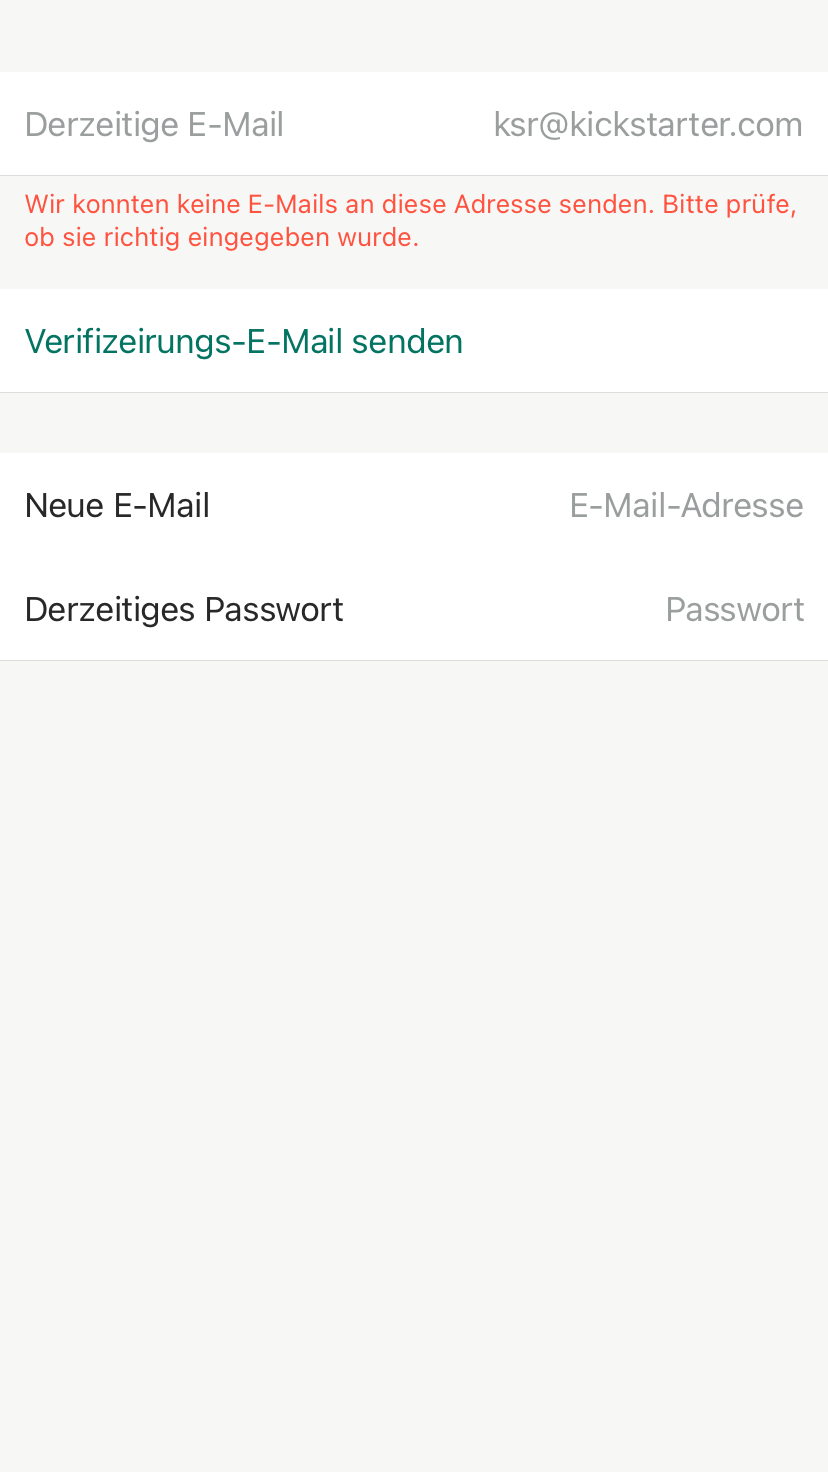 Derzeitige E-Mail ksr@kickstarter.com
Wir konnten keine E-Mails an diese Adresse senden. Bitte prüfe,
ob sie richtig eingegeben wurde.
Verifizeirungs-E-Mail senden
Neue E-Mail E-Mail-Adresse
Derzeitiges Passwort Passwort